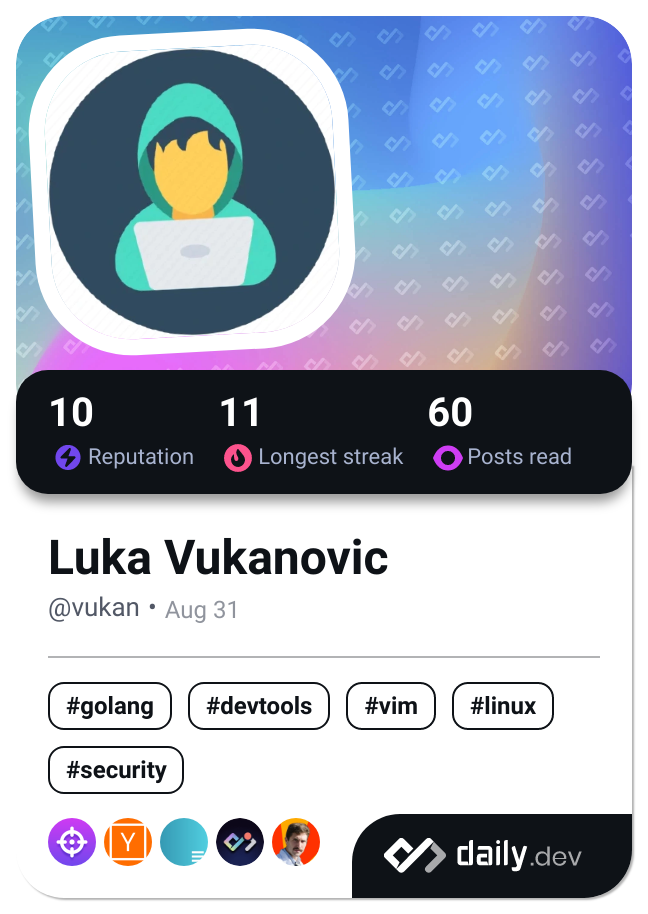 10 11 60
Reputation Longest streak Posts read
Luka Vukanovic
@vukan • Aug 31
#golang #devtools #vim #linux
#security
Y
daily.dev